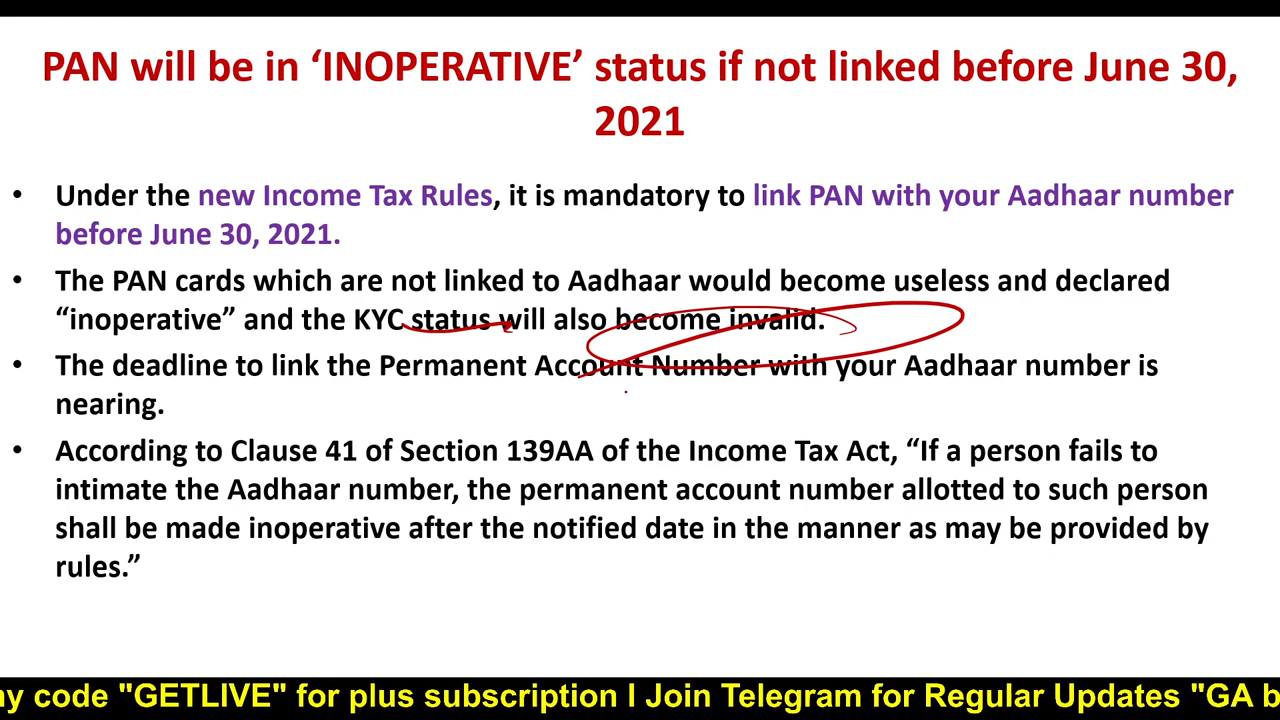 PAN will be in ‘INOPERATIVE’ status if not linked before June 30,
2021
• Under the new Income Tax Rules, it is mandatory to link PAN with your Aadhaar number
before June 30, 2021.
• The PAN cards which are not linked to Aadhaar would become useless and declared
“inoperative” and the KYC status will also become invalid.
• The deadline to link the Permanent Account Number with your Aadhaar number is
nearing.
• According to Clause 41 of Section 139AA of the Income Tax Act, “If a person fails to
intimate the Aadhaar number, the permanent account number allotted to such person
shall be made inoperative after the notified date in the manner as may be provided by
rules.”
code "GETLIVE" for plus subscription I Join Telegram for Regular Updates "GA